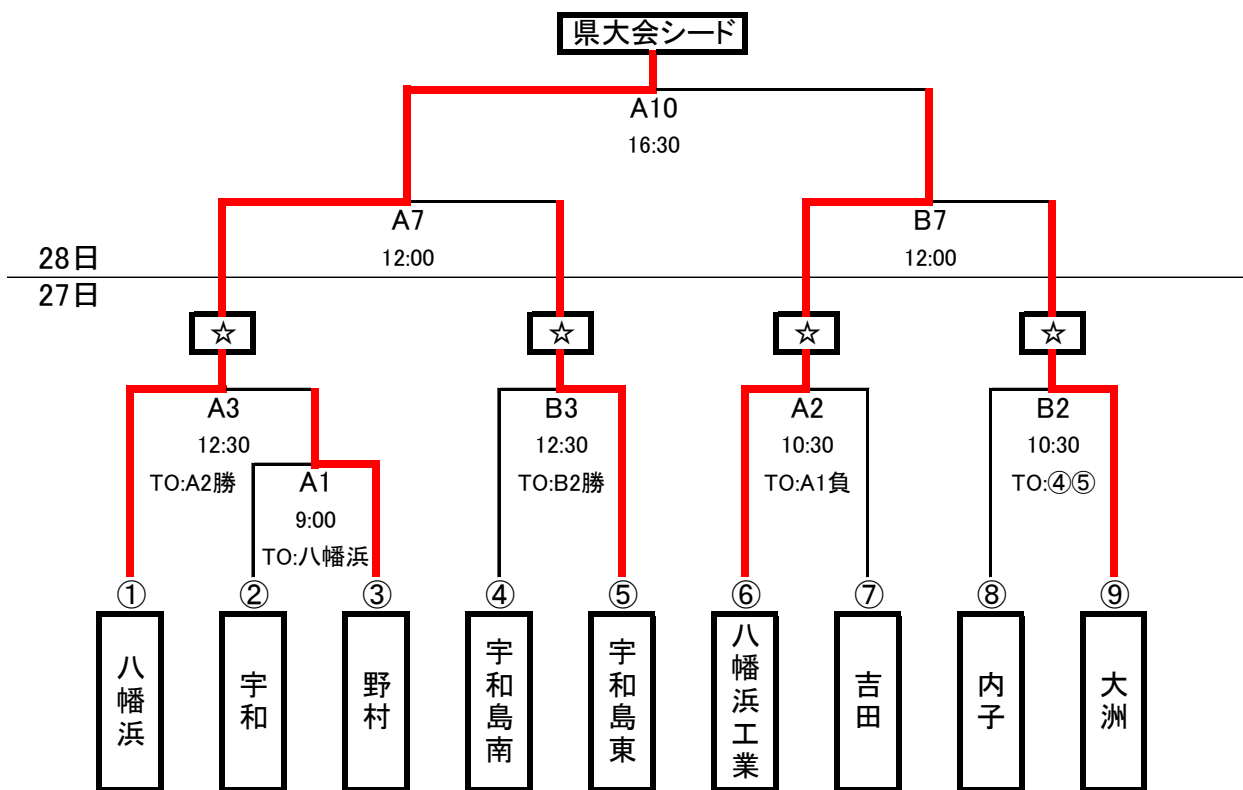 県大会シード
A10
16:30
A7
B7
12:00
12:00
28日
27日
☆
☆
☆
☆
A3
B3
A2
B2
12:30
12:30
10:30
10:30
TO:A2勝
TO:B2勝
TO:A1負
TO:④⑤
A1
9:00
TO:八幡浜
①
②
③
④
⑤
⑥
⑦
⑧
⑨
八幡浜
宇和
野村
宇和島南
宇和島東
八幡浜工業
吉田
内子
大洲